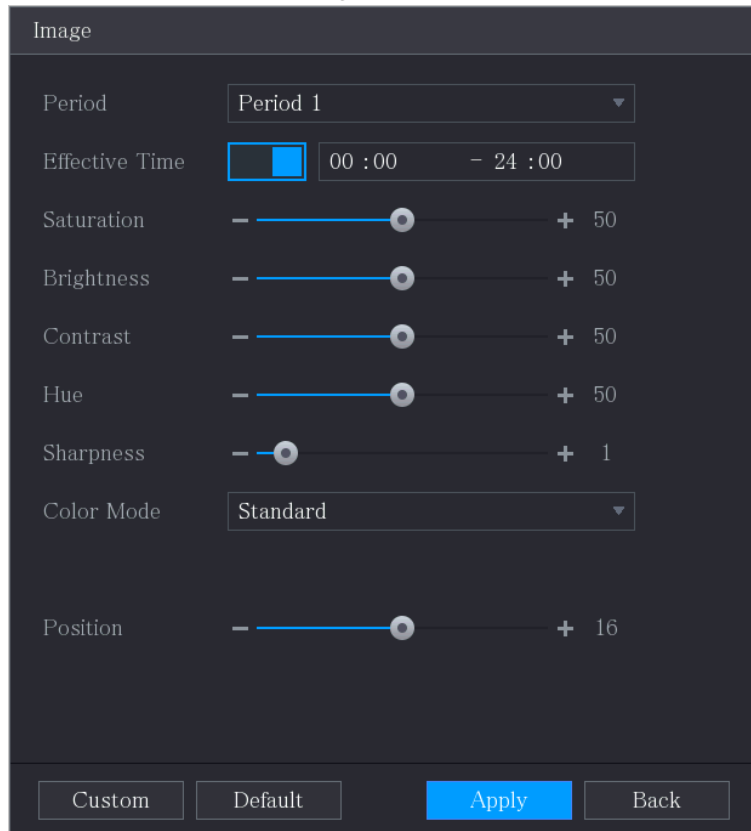 Image
Period Period 1
Effective Time 00 :00 - 24 :00
Saturation 50
Brightness 50
Contrast 50
Hue 50
Sharpness 1
Color Mode Standard
Position 16
Custom Default Apply Back